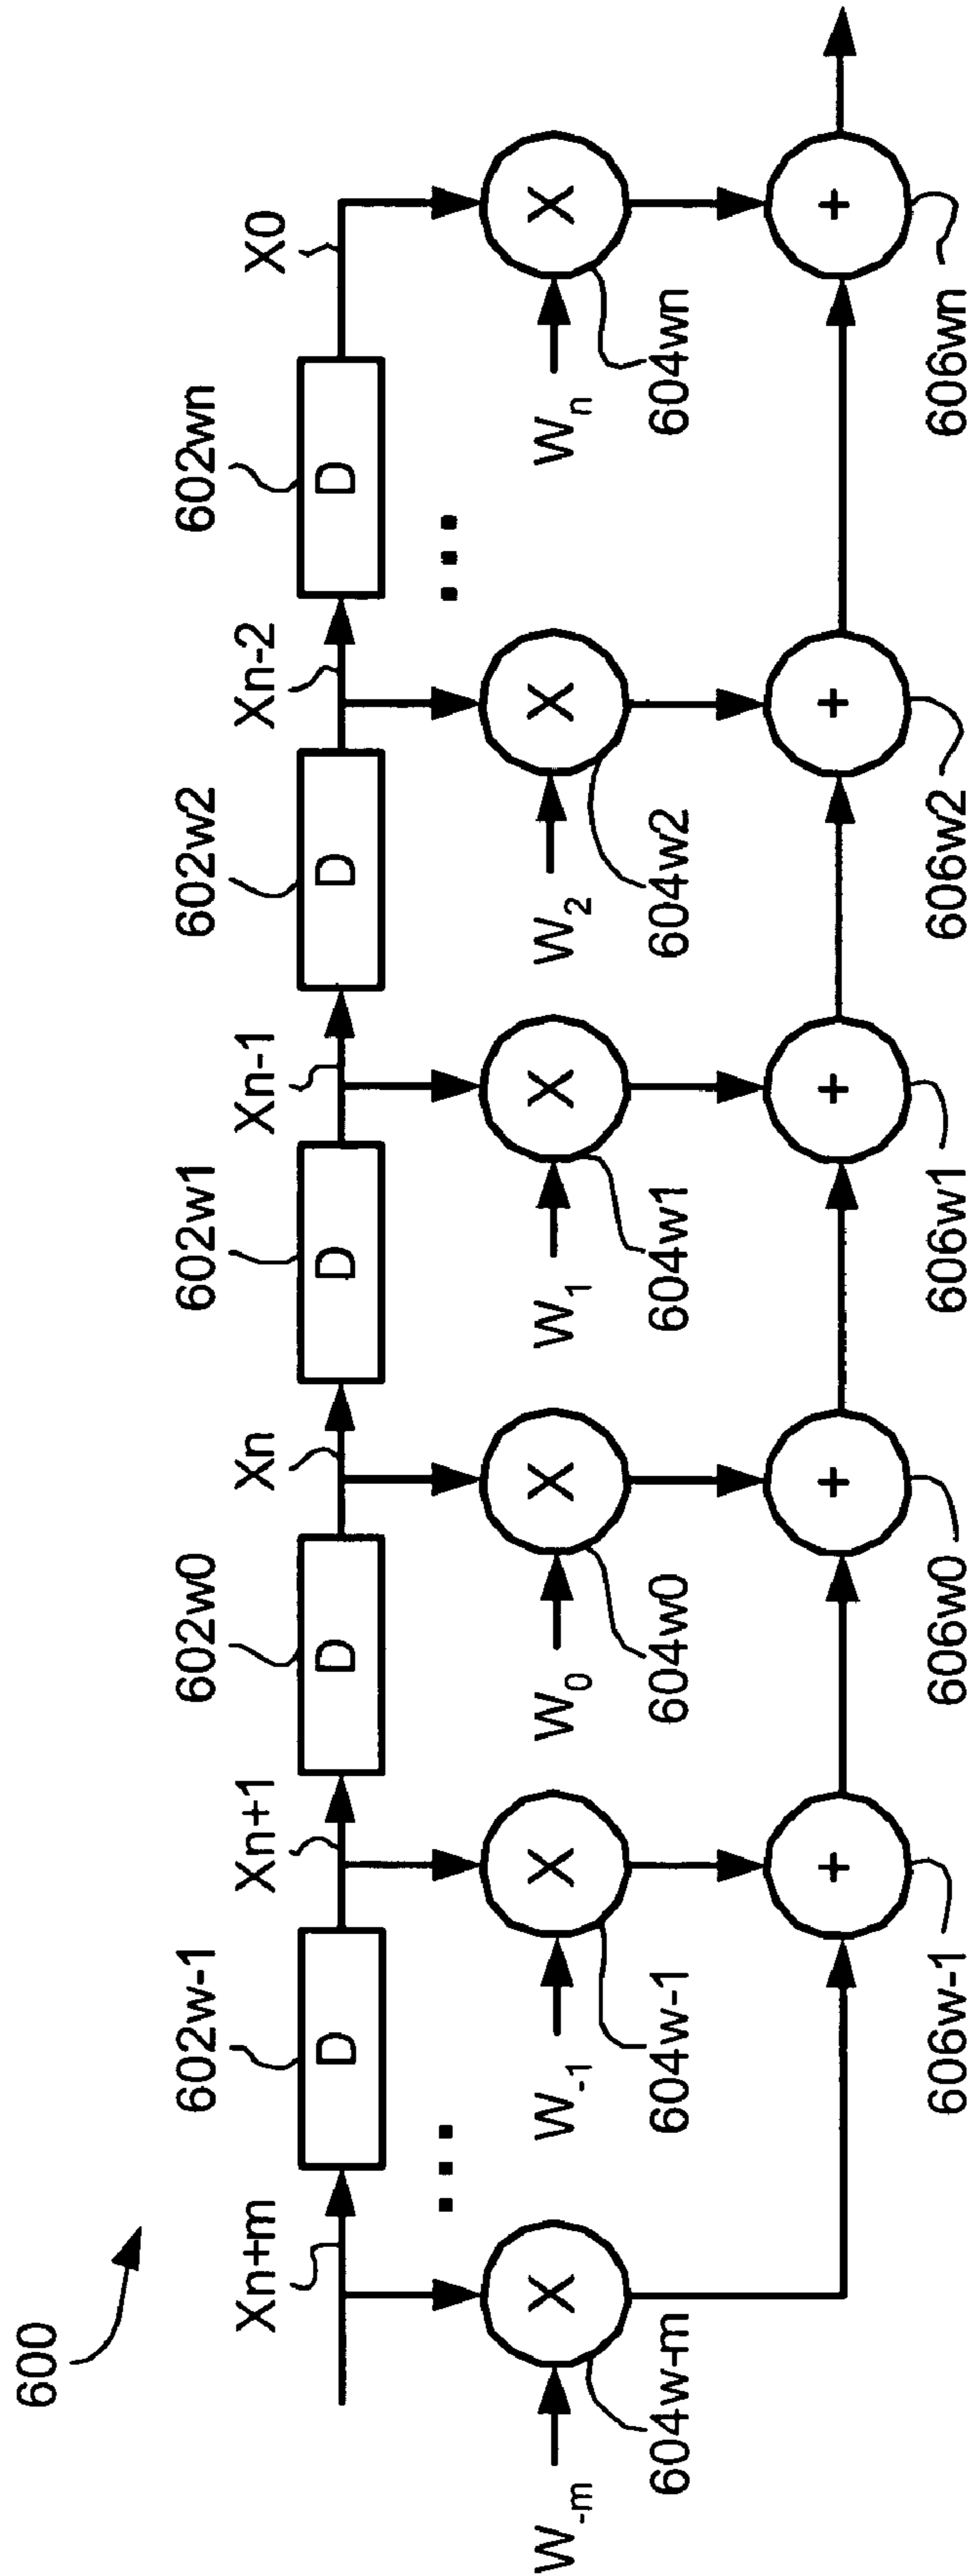 600
602w-1
602w0
602w1
602w2
602wn
Xn+m
Xn+1
Xn
Xn-1
Xn-2
X0
D
D
D
D
D
...
...
X
X
X
X
X
X
W-m
W-1
W0
W1
W2
Wn
604w-m
604w-1
604w0
604w1
604w2
604wn
+
+
+
+
+
606w-1
606w0
606w1
606w2
606wn